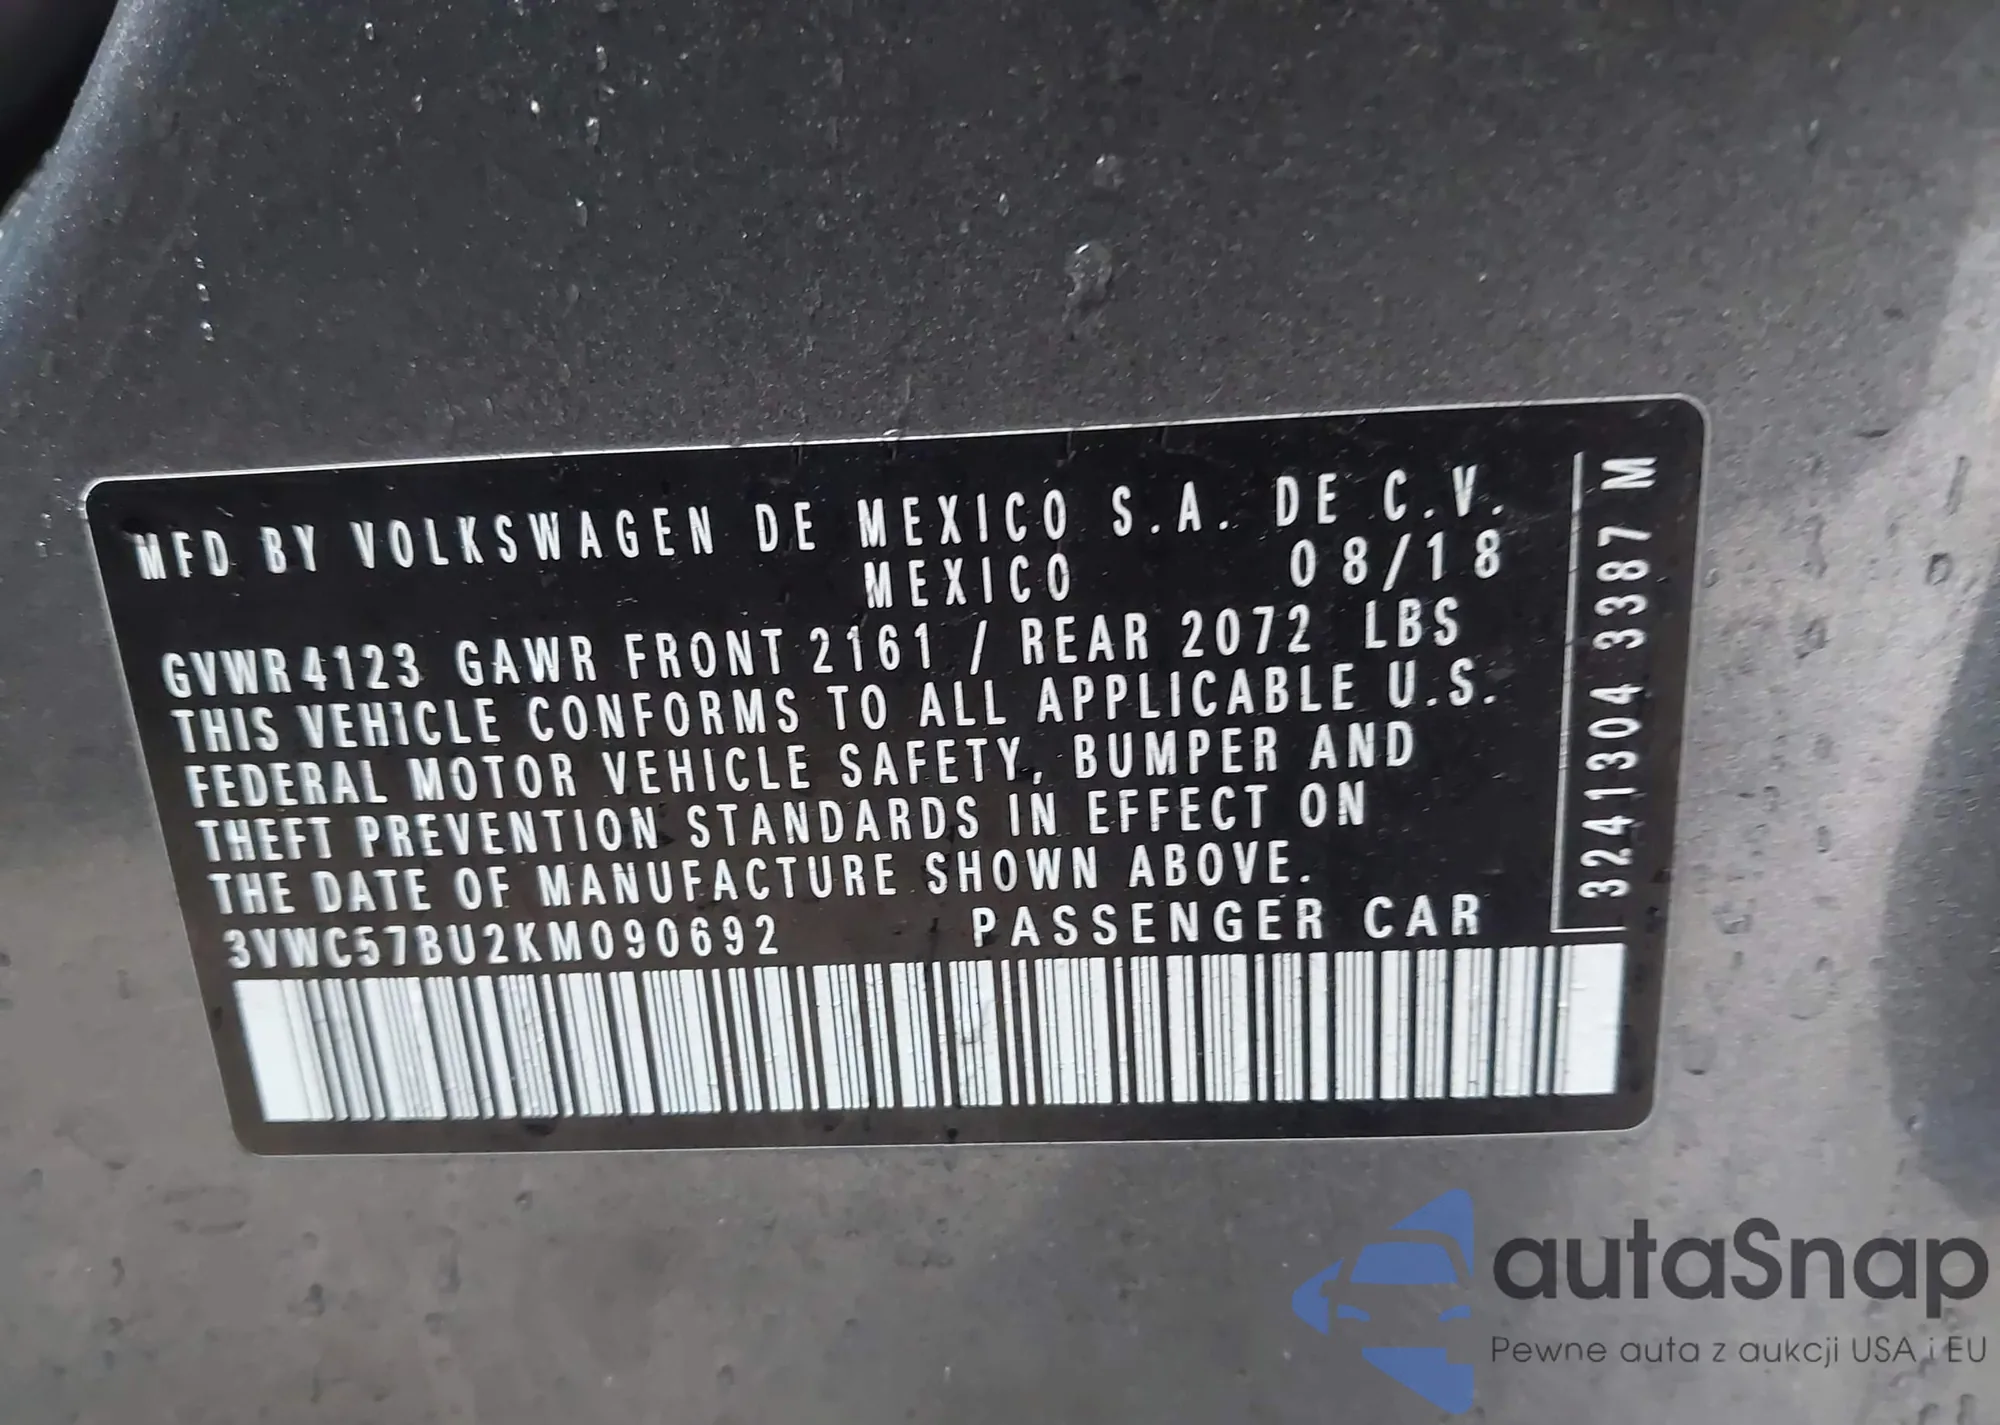 MFD BY VOLKSWAGEN DE MEXICO S.A. DE C.V.
MEXICO 08/18
GVWR 4123 GAWR FRONT 2161 / REAR 2072 LBS
THIS VEHICLE CONFORMS TO ALL APPLICABLE U.S.
FEDERAL MOTOR VEHICLE SAFETY, BUMPER AND
THEFT PREVENTION STANDARDS IN EFFECT ON
THE DATE OF MANUFACTURE SHOWN ABOVE.
3VWC57BU2KM090692 PASSENGER CAR
3241304 3387 M
autaSnap
Pewne auta z aukcji USA i EU